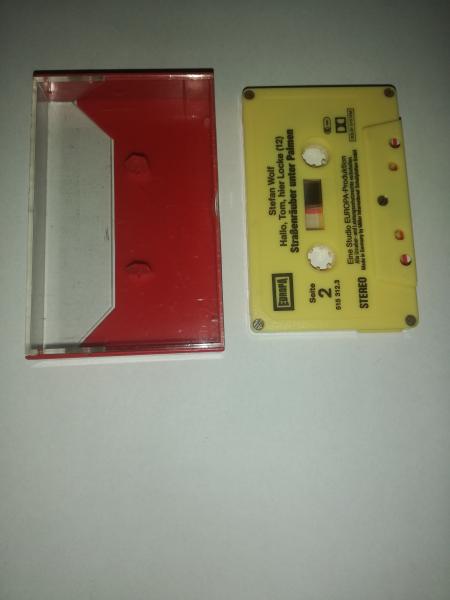 Stefan Wolf
Hallo, Tom, hier Locke (12)
Straßenräuber unter Palmen
EUROPA
Seite
2
515 312.3
Eine Studio EUROPA-Produktion
STEREO